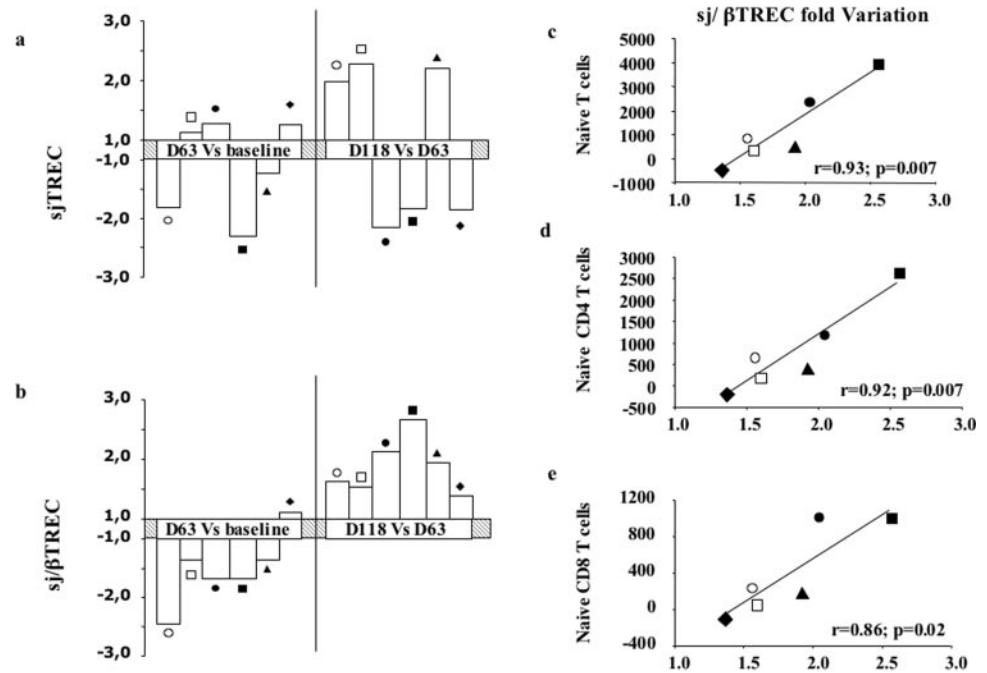 a
3,0
2,0
1,0
D63 Vs baseline D118 Vs D63
-1,0
-2,0
-3,0
sjTREC
b
3,0
2,0
1,0
D63 Vs baseline D118 Vs D63
-1,0
-2,0
-3,0
sj/βTREC
sj/ βTREC fold Variation
c
5000
4000
3000
2000
1000
0
-1000
Naive T cells
r=0.93; p=0.007
1.0 1.5 2.0 2.5 3.0
d
3000
2500
2000
1500
1000
500
0
-500
Naive CD4 T cells
r=0.92; p=0.007
1.0 1.5 2.0 2.5 3.0
e
1200
800
400
0
-400
Naive CD8 T cells
r=0.86; p=0.02
1.0 1.5 2.0 2.5 3.0